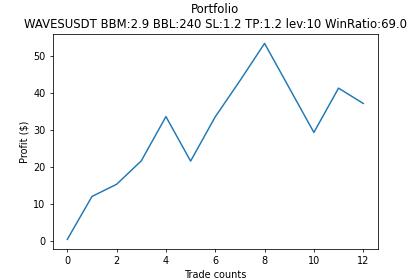 Portfolio
WAVESUSDT BBM:2.9 BBL:240 SL:1.2 TP:1.2 lev:10 WinRatio:69.0
50
40
30
20
10
0
Profit ($)
0 2 4 6 8 10 12
Trade counts